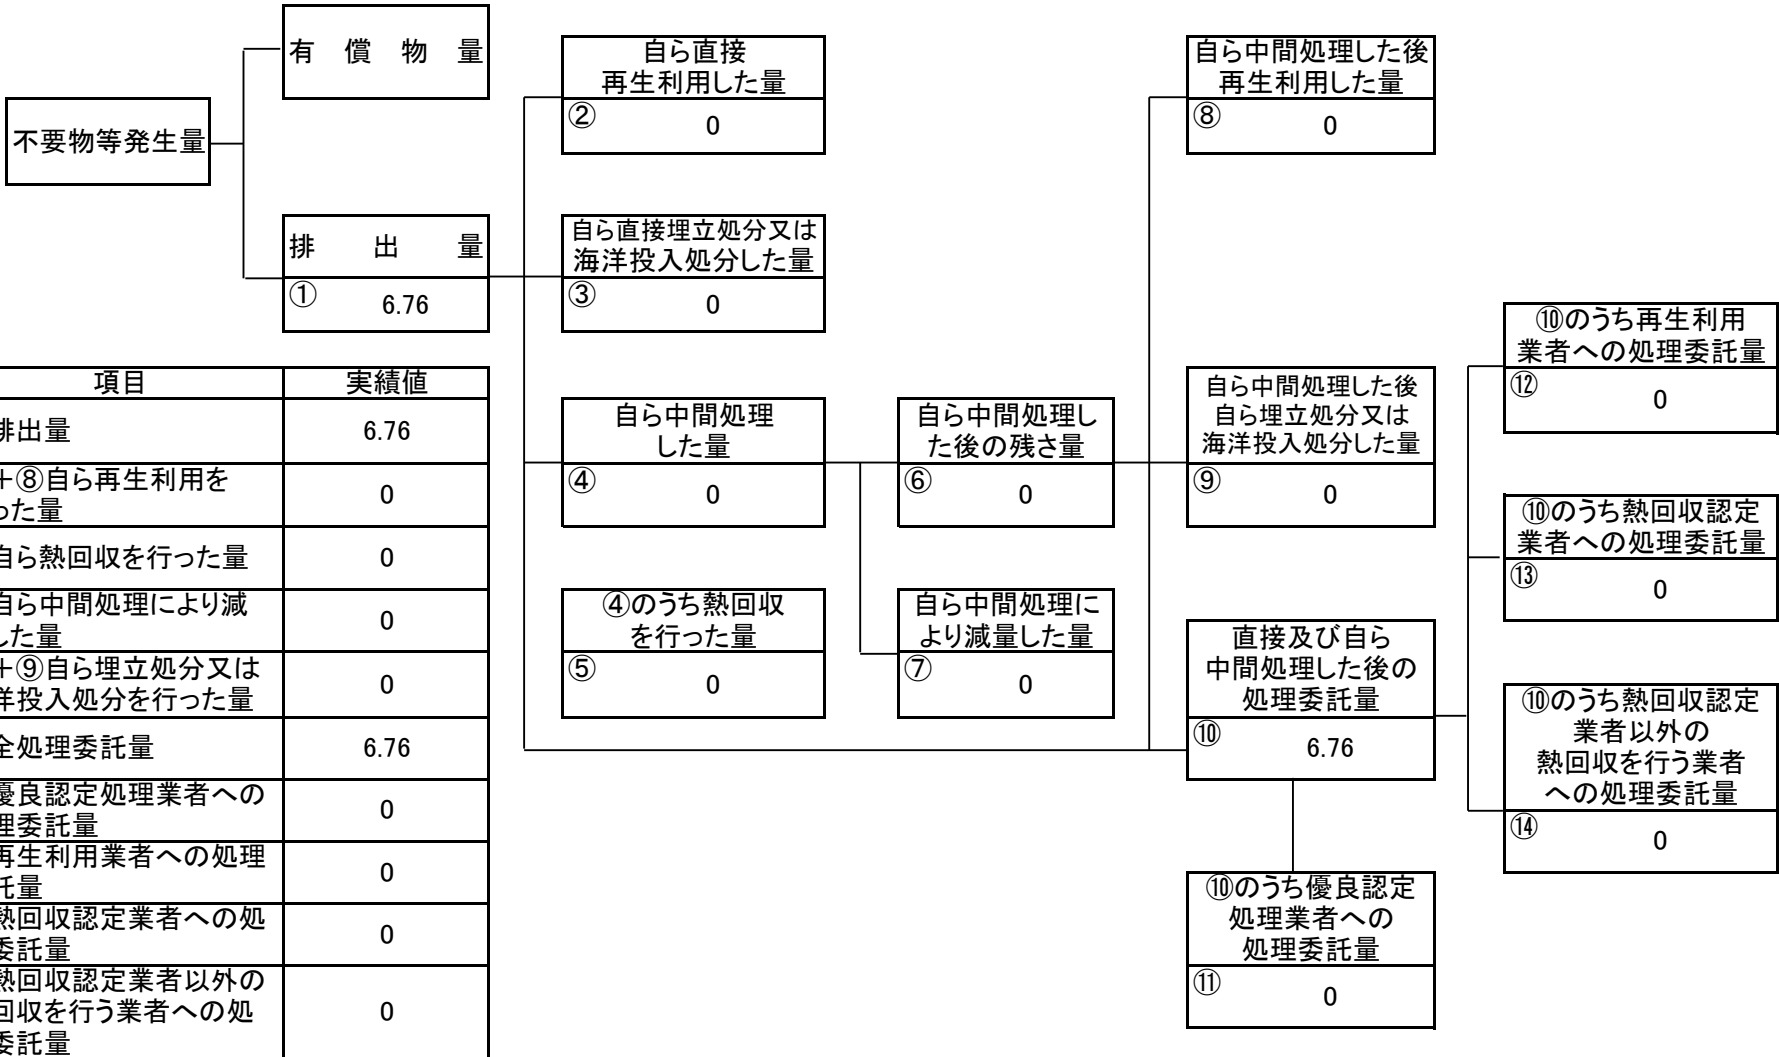 有償物量
不要物等発生量
排出量
① 6.76
自ら直接
再生利用した量
② 0
自ら直接埋立処分又は
海洋投入処分した量
③ 0
自ら中間処理
した量
④ 0
④のうち熱回収
を行った量
⑤ 0
自ら中間処理し
た後の残さ量
⑥ 0
自ら中間処理に
より減量した量
⑦ 0
自ら中間処理した後
再生利用した量
⑧ 0
自ら中間処理した後
自ら埋立処分又は
海洋投入処分した量
⑨ 0
直接及び自ら
中間処理した後の
処理委託量
⑩ 6.76
⑩のうち優良認定
処理業者への
処理委託量
⑪ 0
⑩のうち再生利用
業者への処理委託量
⑫ 0
⑩のうち熱回収認定
業者への処理委託量
⑬ 0
⑩のうち熱回収認定
業者以外の
熱回収を行う業者
への処理委託量
⑭ 0
項目 実績値
排出量 6.76
+⑧自ら再生利用を
った量 0
自ら熱回収を行った量 0
自ら中間処理により減
した量 0
+⑨自ら埋立処分又は
洋投入処分を行った量 0
全処理委託量 6.76
優良認定処理業者への
理委託量 0
再生利用業者への処理
託量 0
熱回収認定業者への処
委託量 0
熱回収認定業者以外の
回収を行う業者への処
委託量 0